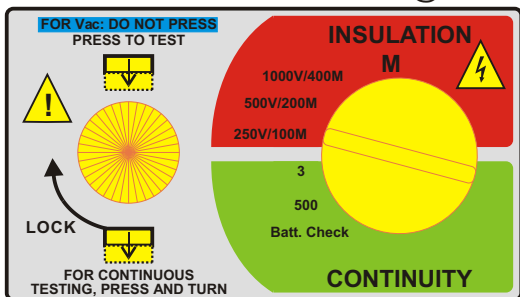 FOR Vac: DO NOT PRESS
PRESS TO TEST
!
LOCK
FOR CONTINUOUS
TESTING, PRESS AND TURN
INSULATION
M
1000V/400M
500V/200M
250V/100M
3
500
Batt. Check
CONTINUITY